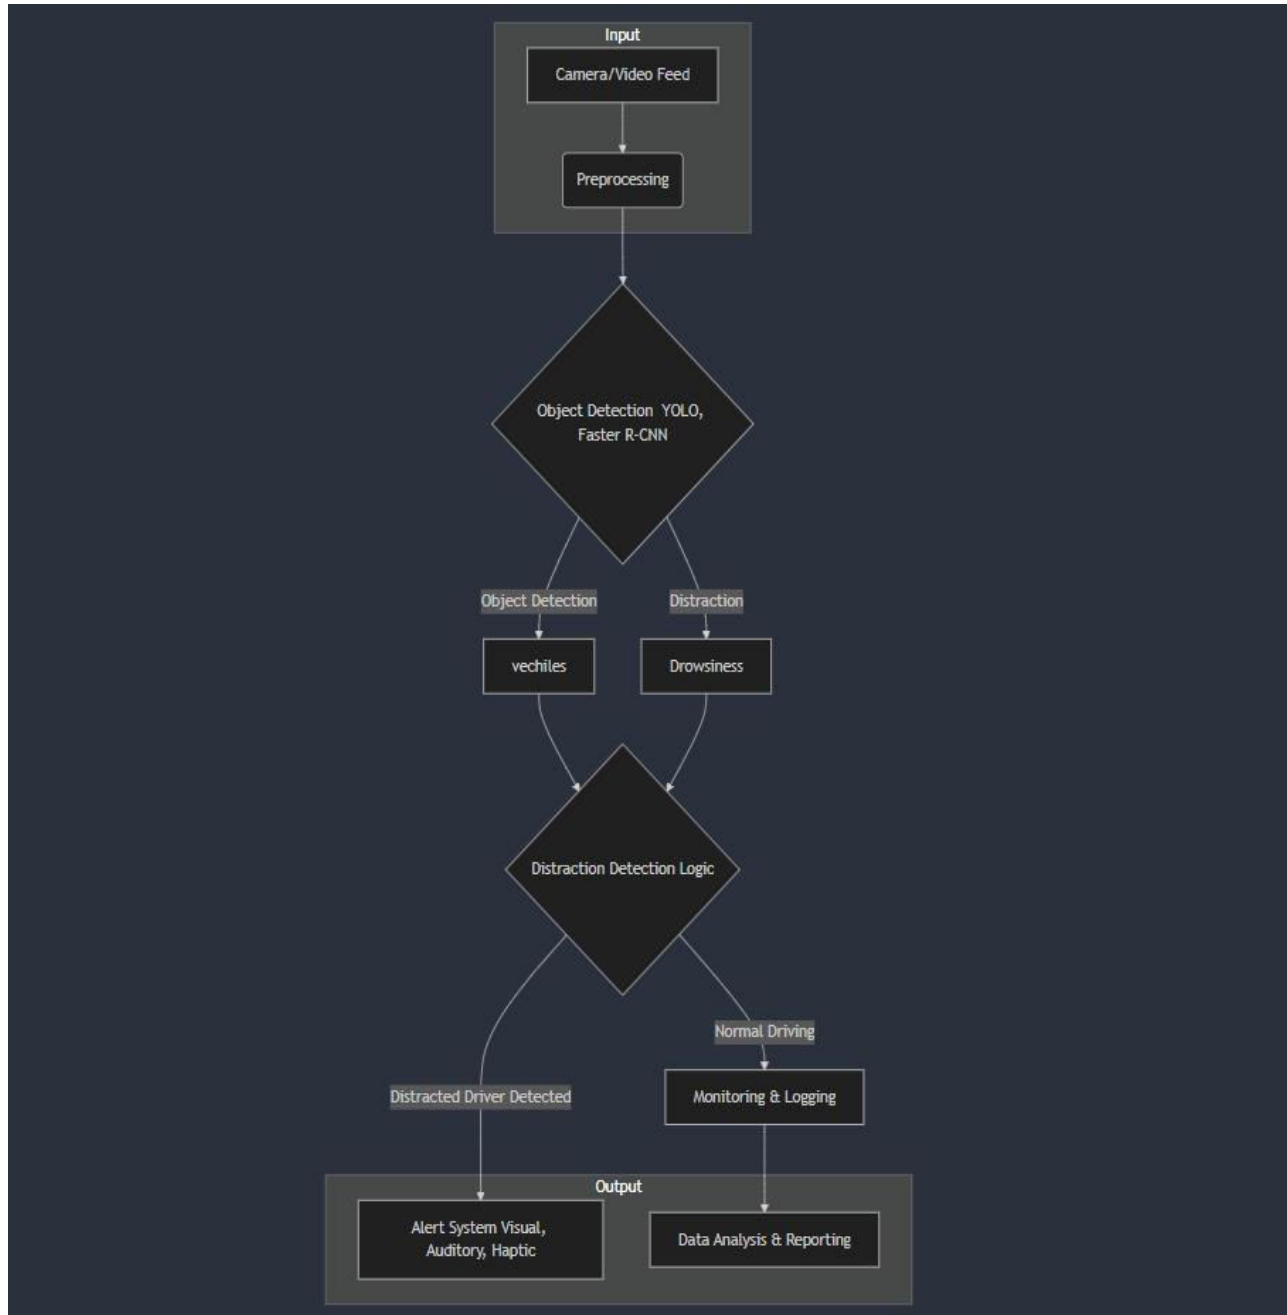 Input
Camera/Video Feed
Preprocessing
Object Detection  YOLO,
Faster R-CNN
Object Detection
Distraction
vechiles
Drowsiness
Distraction Detection Logic
Normal Driving
Distracted Driver Detected
Monitoring & Logging
Output
Alert System Visual,
Auditory, Haptic
Data Analysis & Reporting